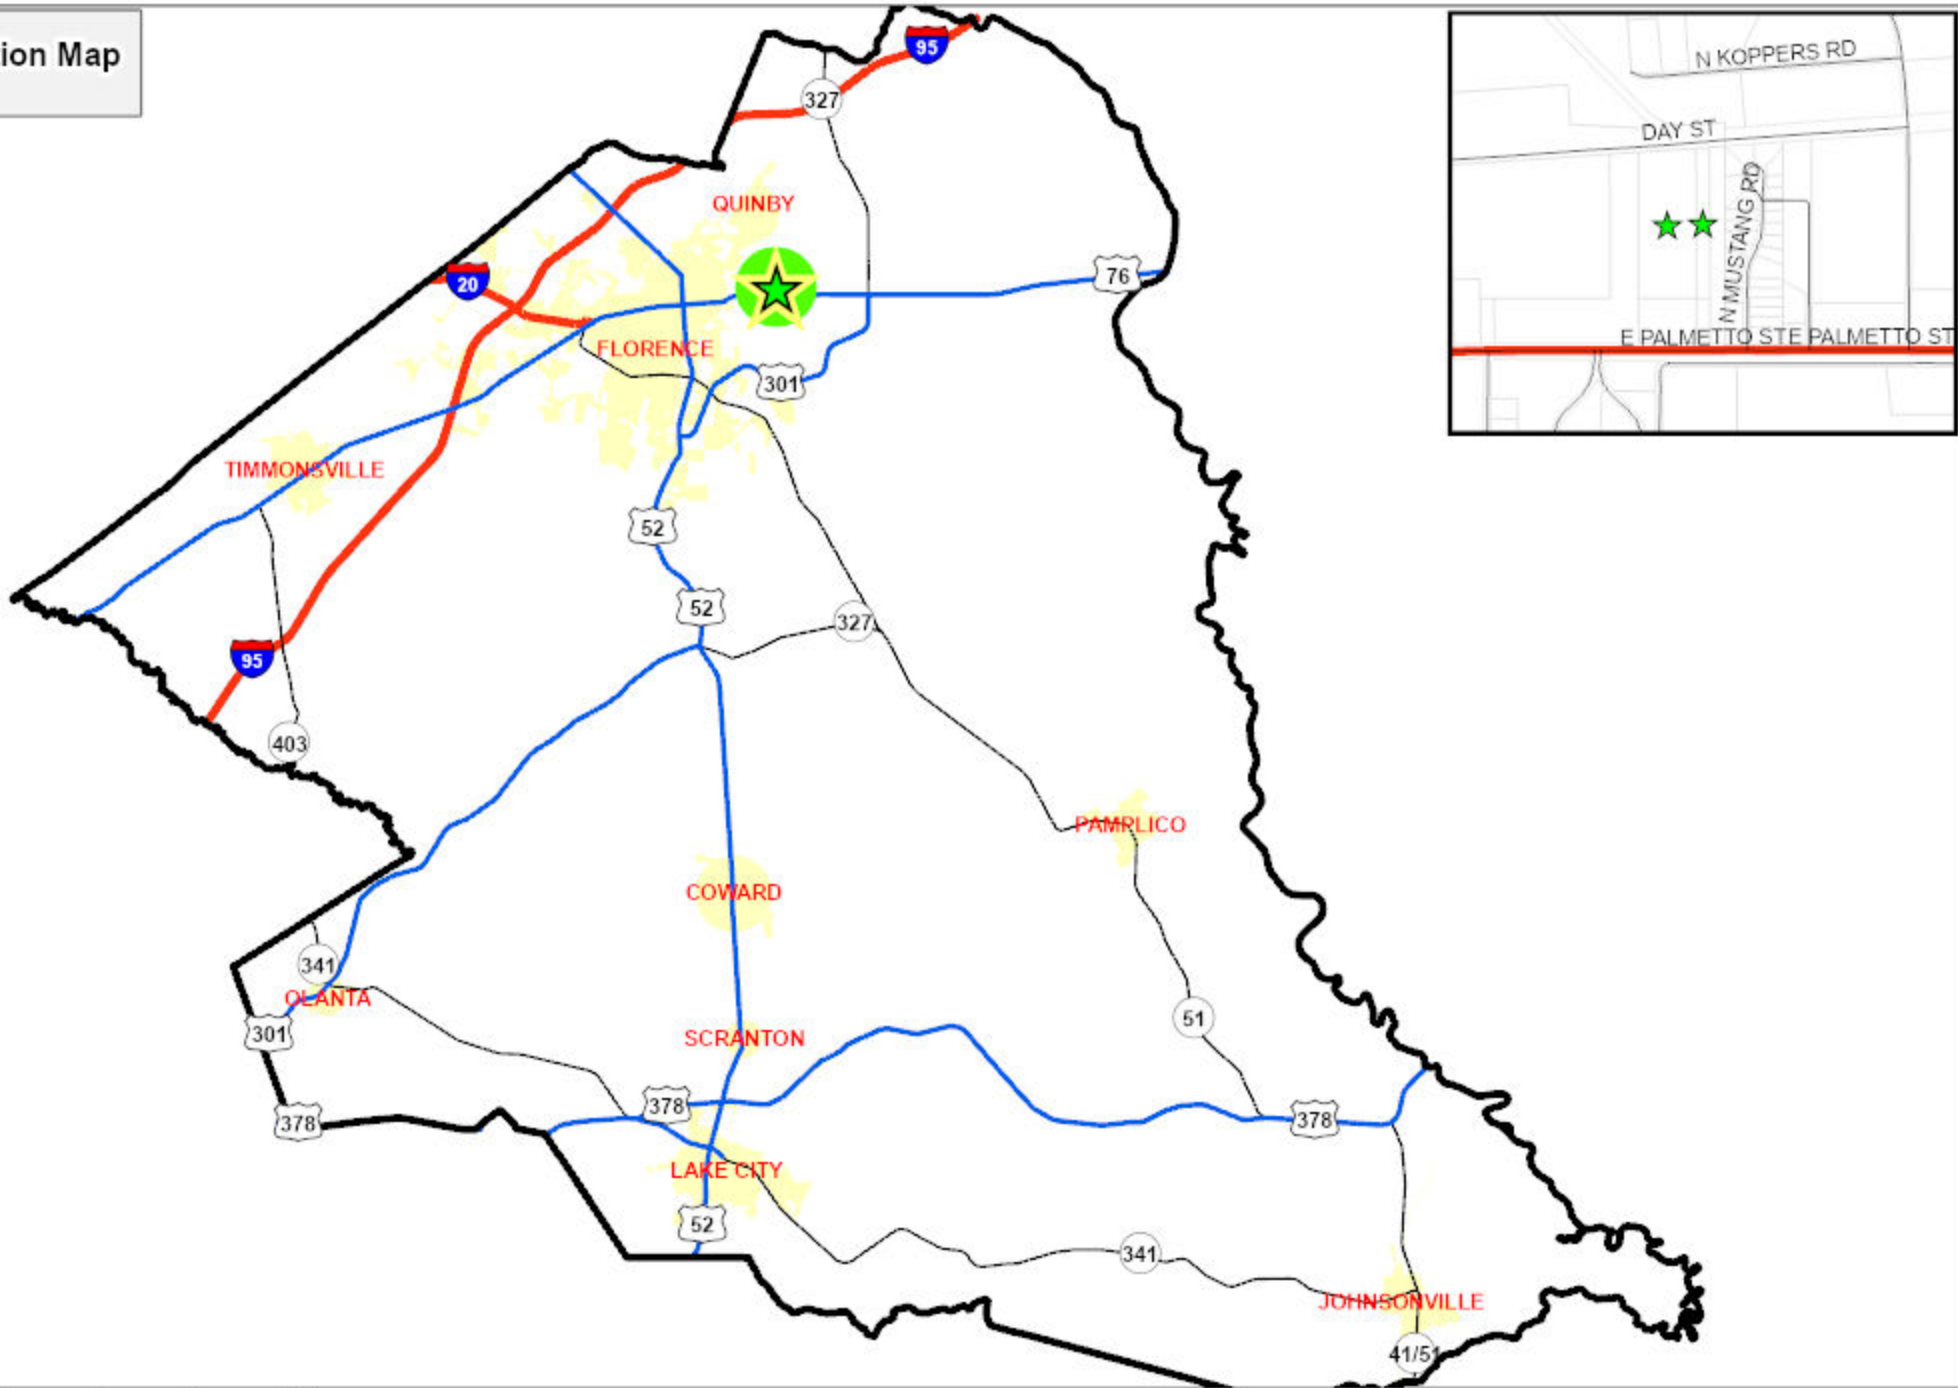 ion Map
95
327
N KOPPERS RD
DAY ST
N MUSTANG RD
E PALMETTO STE PALMETTO ST
QUINBY
20
76
FLORENCE
301
TIMMONSVILLE
52
52
327
95
403
PAMPLICO
COWARD
341
OLANTA
301
51
SCRANTON
378
378
378
LAKE CITY
52
341
JOHNSONVILLE
41/51